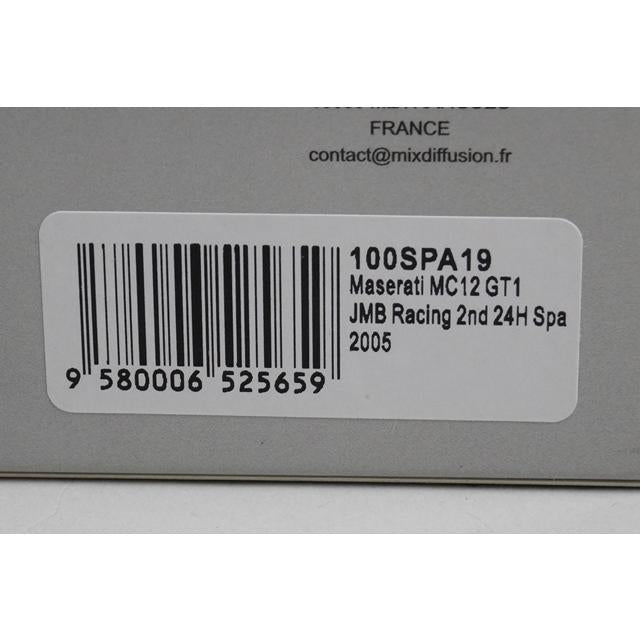 FRANCE
contact@mixdiffusion.fr
100SPA19
Maserati MC12 GT1
JMB Racing 2nd 24H Spa
2005
9 580006 525659